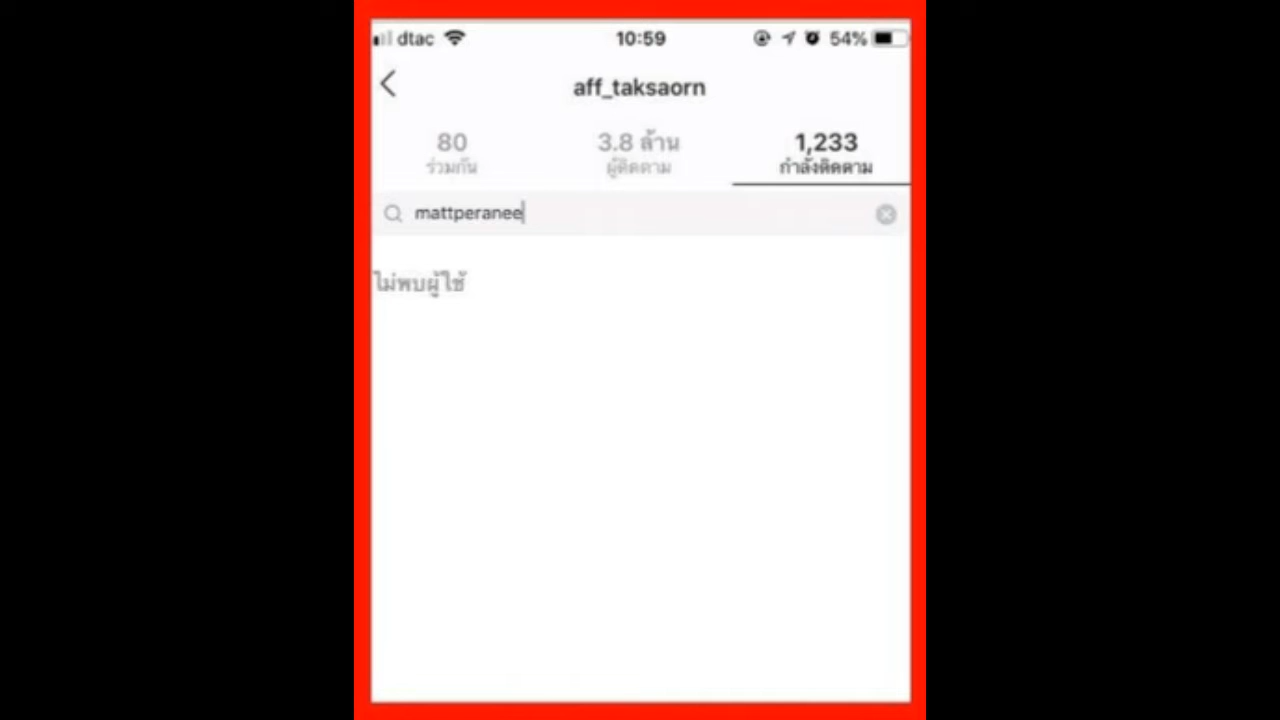 dtac 10:59 54%
aff_taksaorn
80 3.8 ล้าน 1,233
ร่วมกัน ผู้ติดตาม กำลังติดตาม
mattperanee
ไม่พบผู้ใช้